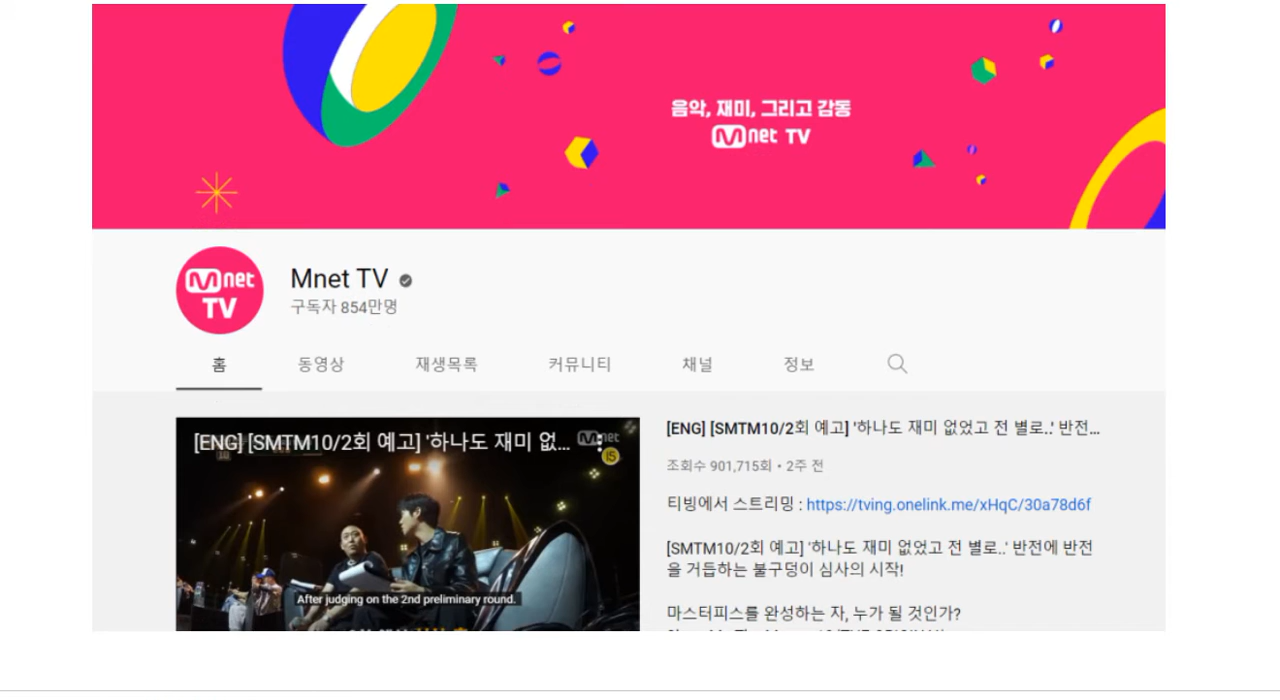 음악, 재미, 그리고 감동
Mnet TV
Mnet
TV
Mnet TV
구독자 854만명
홈 동영상 재생목록 커뮤니티 채널 정보
[ENG] [SMTM10/2회 예고] '하나도 재미 없...
Mnet
15
After judging on the 2nd preliminary round.
[ENG] [SMTM10/2회 예고] '하나도 재미 없었고 전 별로..' 반전...
조회수 901,715회 • 2주 전
티빙에서 스트리밍 : https://tving.onelink.me/xHqC/30a78d6f
[SMTM10/2회 예고] '하나도 재미 없었고 전 별로..' 반전에 반전
을 거듭하는 불구덩이 심사의 시작!
마스터피스를 완성하는 자, 누가 될 것인가?